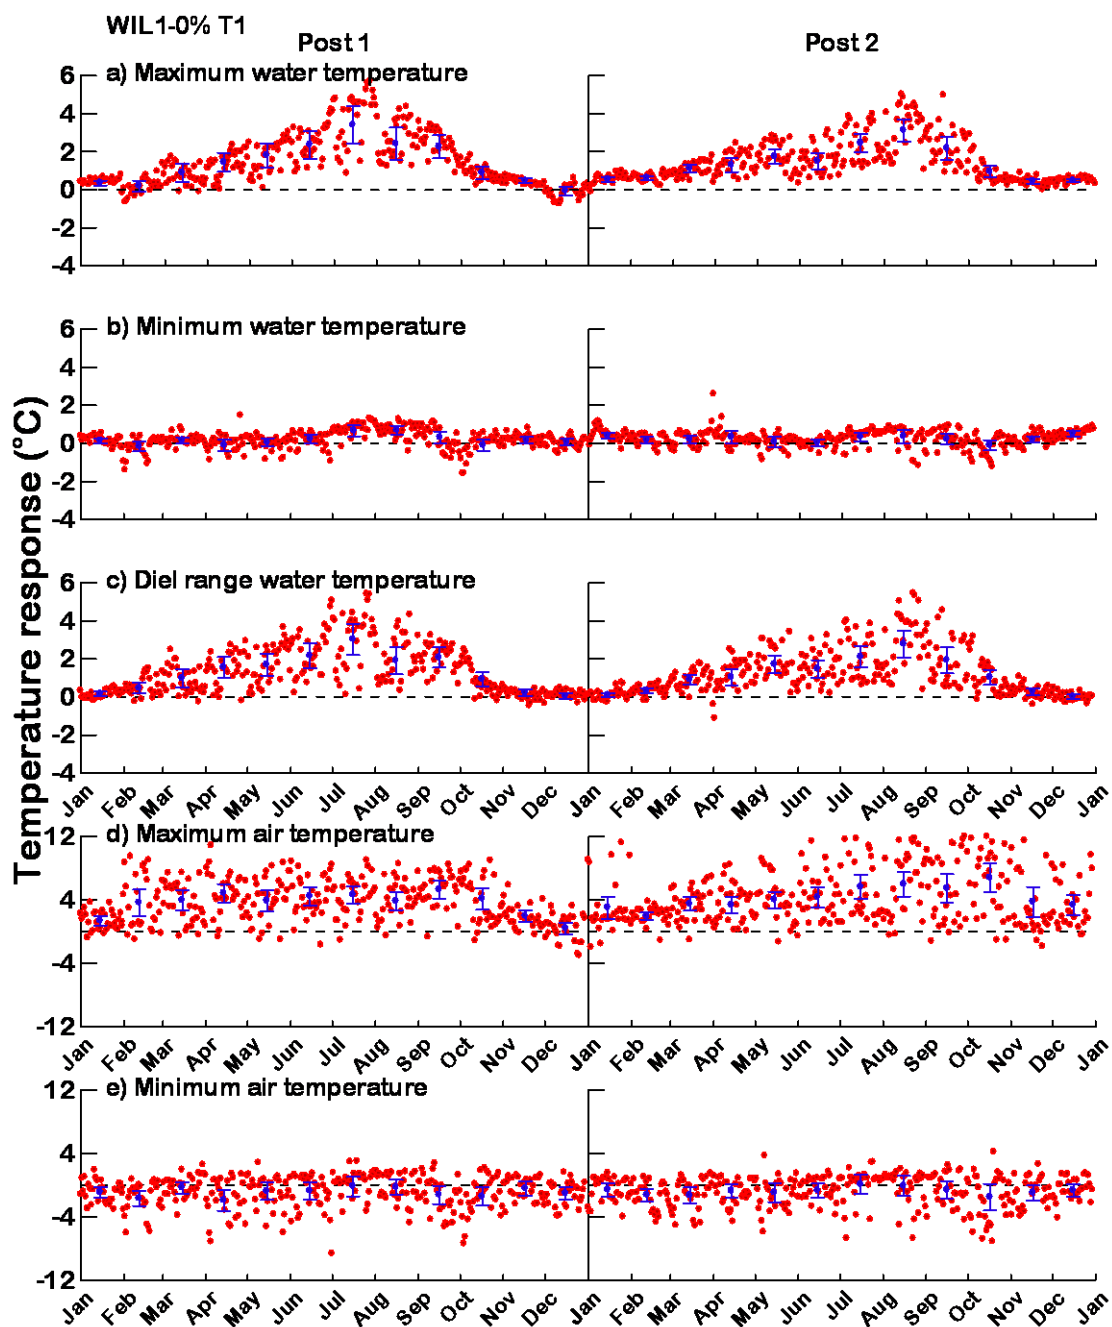 WIL1-0% T1
Post 1 Post 2
a) Maximum water temperature
6
4
2
0
-2
-4
b) Minimum water temperature
6
4
2
0
-2
-4
c) Diel range water temperature
6
4
2
0
-2
-4
Jan Feb Mar Apr May Jun Jul Aug Sep Oct Nov Dec Jan Feb Mar Apr May Jun Jul Aug Sep Oct Nov Dec Jan
d) Maximum air temperature
12
4
-4
-12
Jan Feb Mar Apr May Jun Jul Aug Sep Oct Nov Dec Jan Feb Mar Apr May Jun Jul Aug Sep Oct Nov Dec Jan
e) Minimum air temperature
12
4
-4
-12
Jan Feb Mar Apr May Jun Jul Aug Sep Oct Nov Dec Jan Feb Mar Apr May Jun Jul Aug Sep Oct Nov Dec Jan
Temperature response (°C)